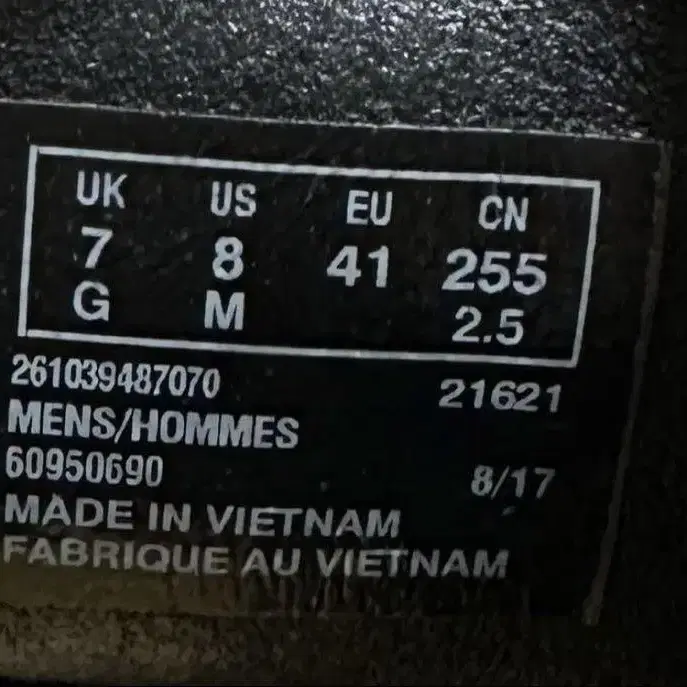 UK US EU CN
7 8 41 255
G M 2.5
261039487070 21621
MENS/HOMMES
60950690 8/17
MADE IN VIETNAM
FABRIQUE AU VIETNAM